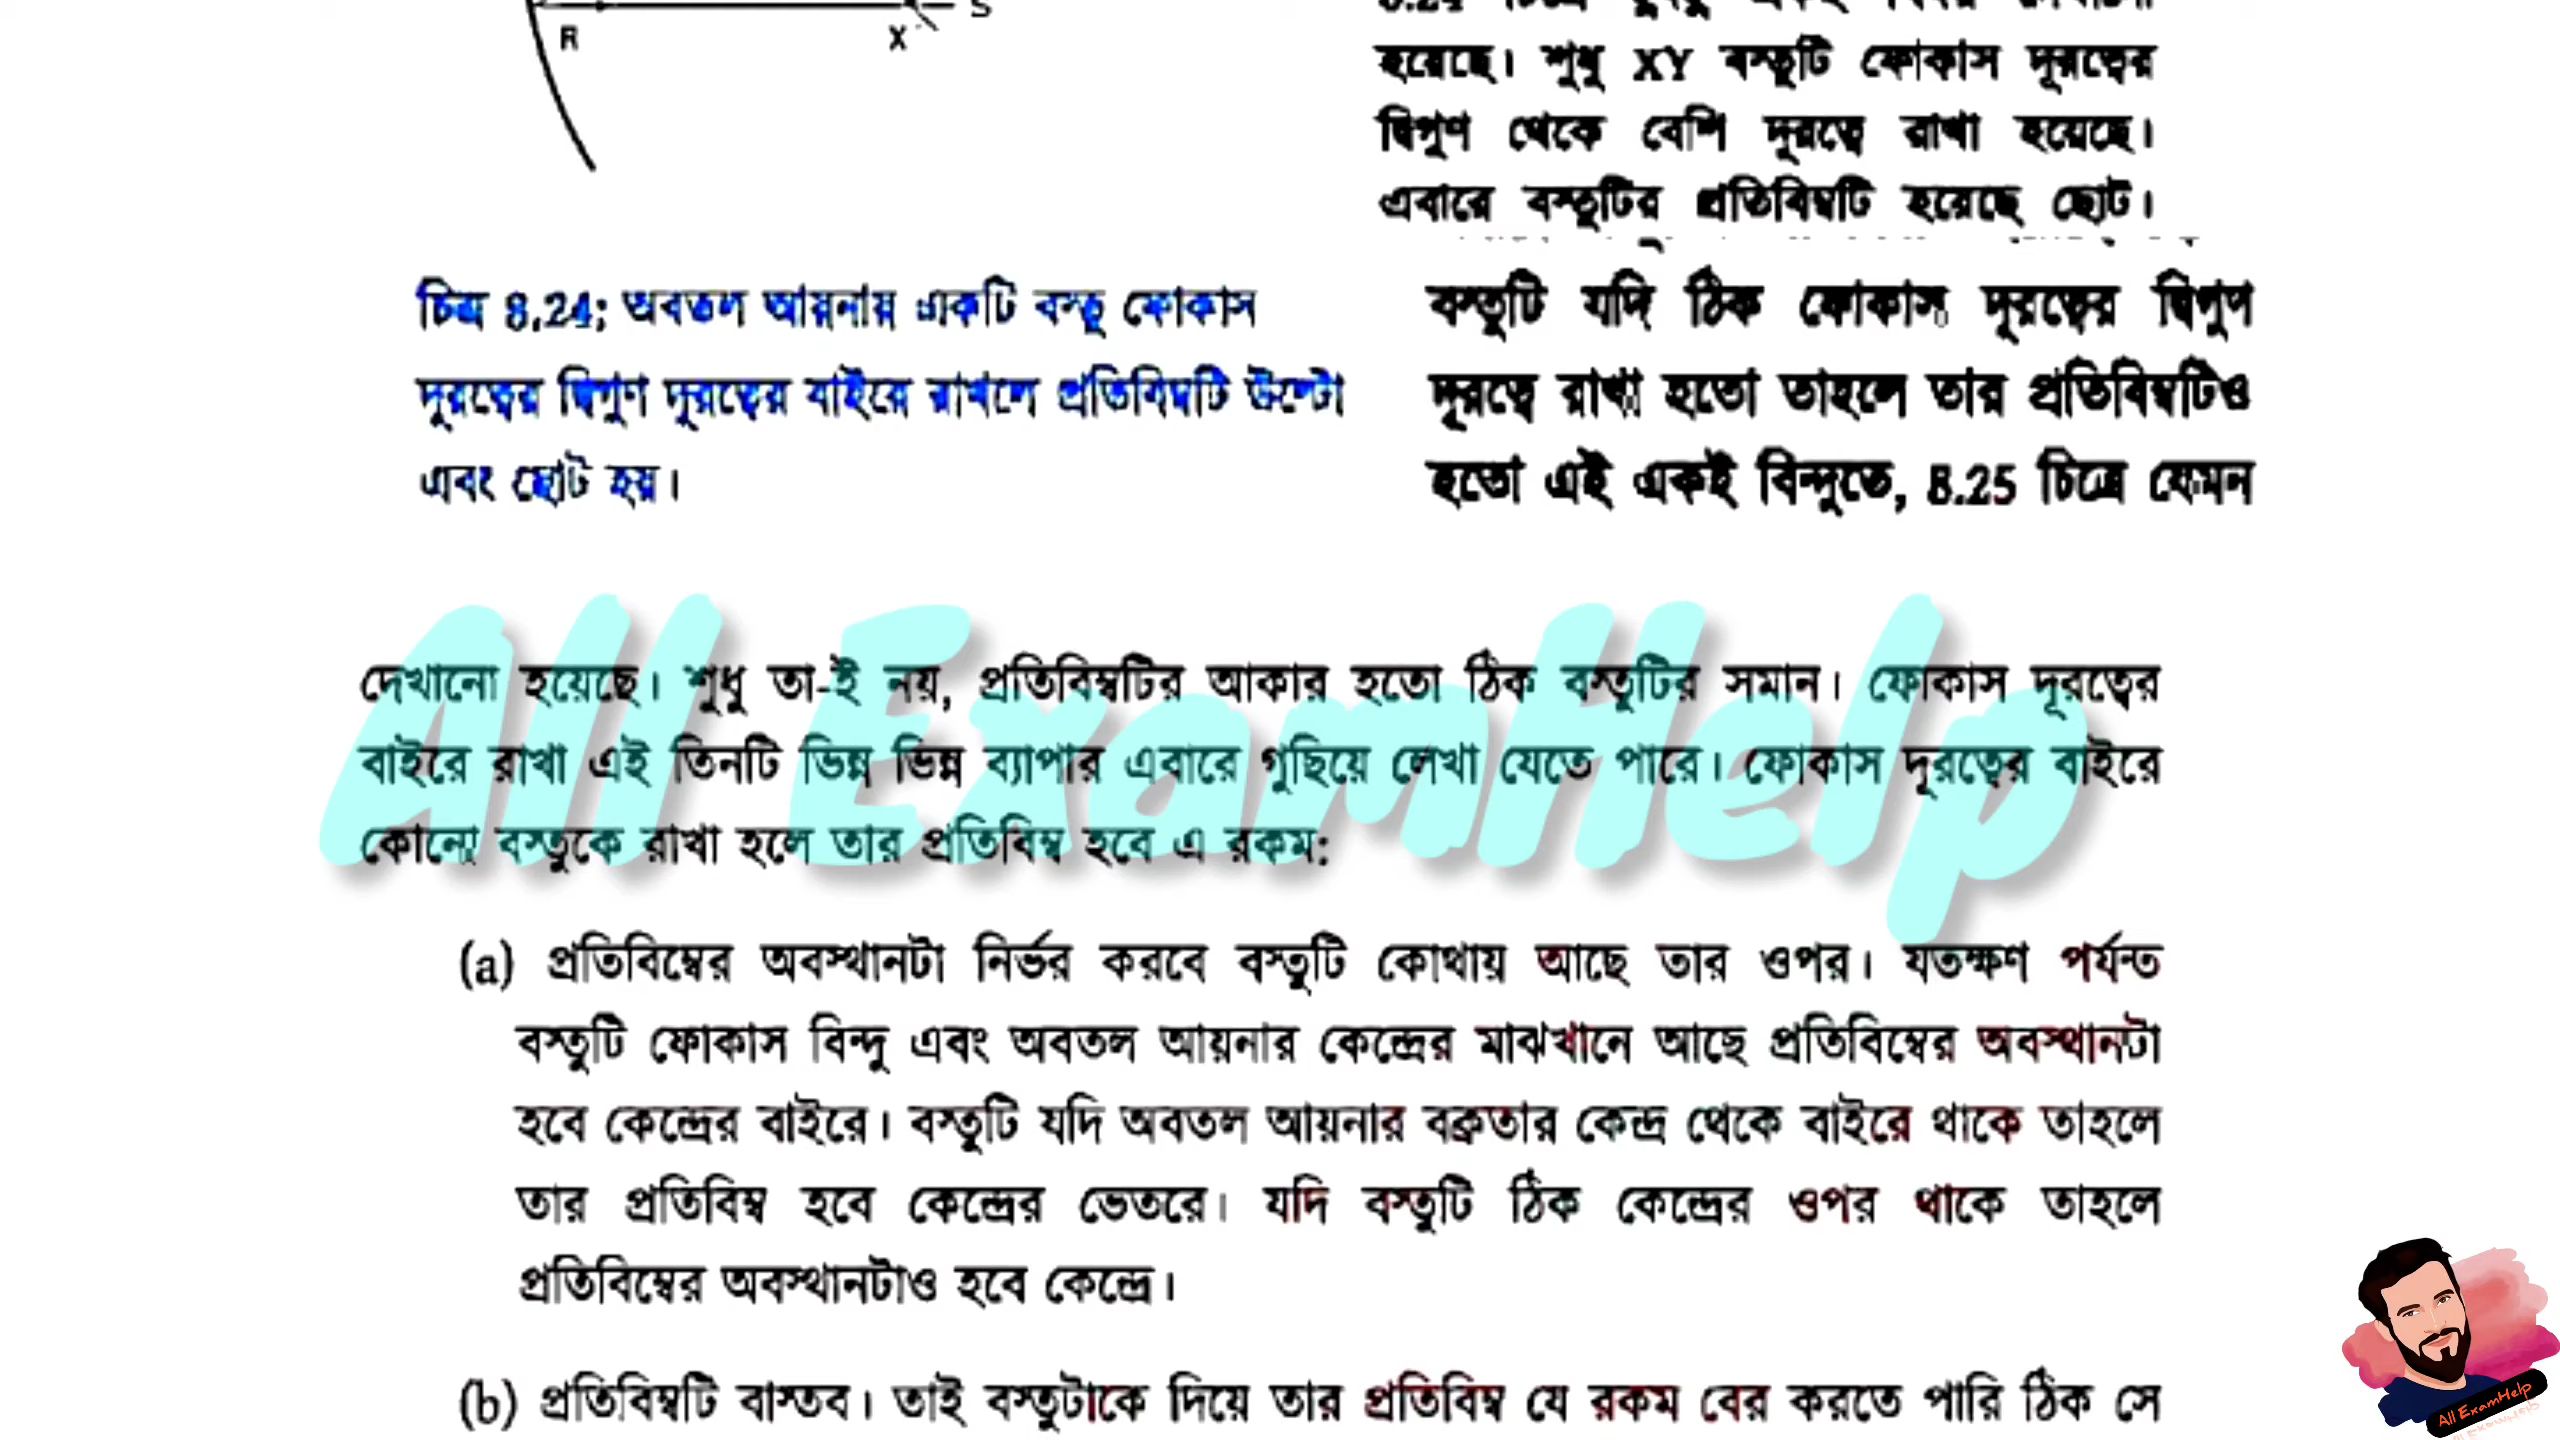 R
X
S
8.24 চিত্রে
হয়েছে। শুধু XY বস্তুটি ফোকাস দূরত্বের
দ্বিগুণ থেকে বেশি দূরত্বে রাখা হয়েছে।
এবারে বস্তুটির প্রতিবিম্বটি হয়েছে ছোট।
চিত্র 8.24: অবতল আয়নায় একটি বস্তু ফোকাস
দূরত্বের দ্বিগুণ দূরত্বের বাইরে রাখলে প্রতিবিম্বটি উল্টো
এবং ছোট হয়।
বস্তুটি যদি ঠিক ফোকাস দূরত্বের দ্বিগুণ
দূরত্বে রাখা হতো তাহলে তার প্রতিবিম্বটিও
হতো এই একই বিন্দুতে, 8.25 চিত্রে যেমন
All ExamHelp
দেখানো হয়েছে। শুধু তা-ই নয়, প্রতিবিম্বটির আকার হতো ঠিক বস্তুটির সমান। ফোকাস দূরত্বের
বাইরে রাখা এই তিনটি ভিন্ন ভিন্ন ব্যাপার এবারে গুছিয়ে লেখা যেতে পারে। ফোকাস দূরত্বের বাইরে
কোনো বস্তুকে রাখা হলে তার প্রতিবিম্ব হবে এ রকম:
(a) প্রতিবিম্বের অবস্থানটা নির্ভর করবে বস্তুটি কোথায় আছে তার ওপর। যতক্ষণ পর্যন্ত
বস্তুটি ফোকাস বিন্দু এবং অবতল আয়নার কেন্দ্রের মাঝখানে আছে প্রতিবিম্বের অবস্থানটা
হবে কেন্দ্রের বাইরে। বস্তুটি যদি অবতল আয়নার বক্রতার কেন্দ্র থেকে বাইরে থাকে তাহলে
তার প্রতিবিম্ব হবে কেন্দ্রের ভেতরে। যদি বস্তুটি ঠিক কেন্দ্রের ওপর থাকে তাহলে
প্রতিবিম্বের অবস্থানটাও হবে কেন্দ্রে।
(b) প্রতিবিম্বটি বাস্তব। তাই বস্তুটাকে দিয়ে তার প্রতিবিম্ব যে রকম বের করতে পারি ঠিক সে
All ExamHelp